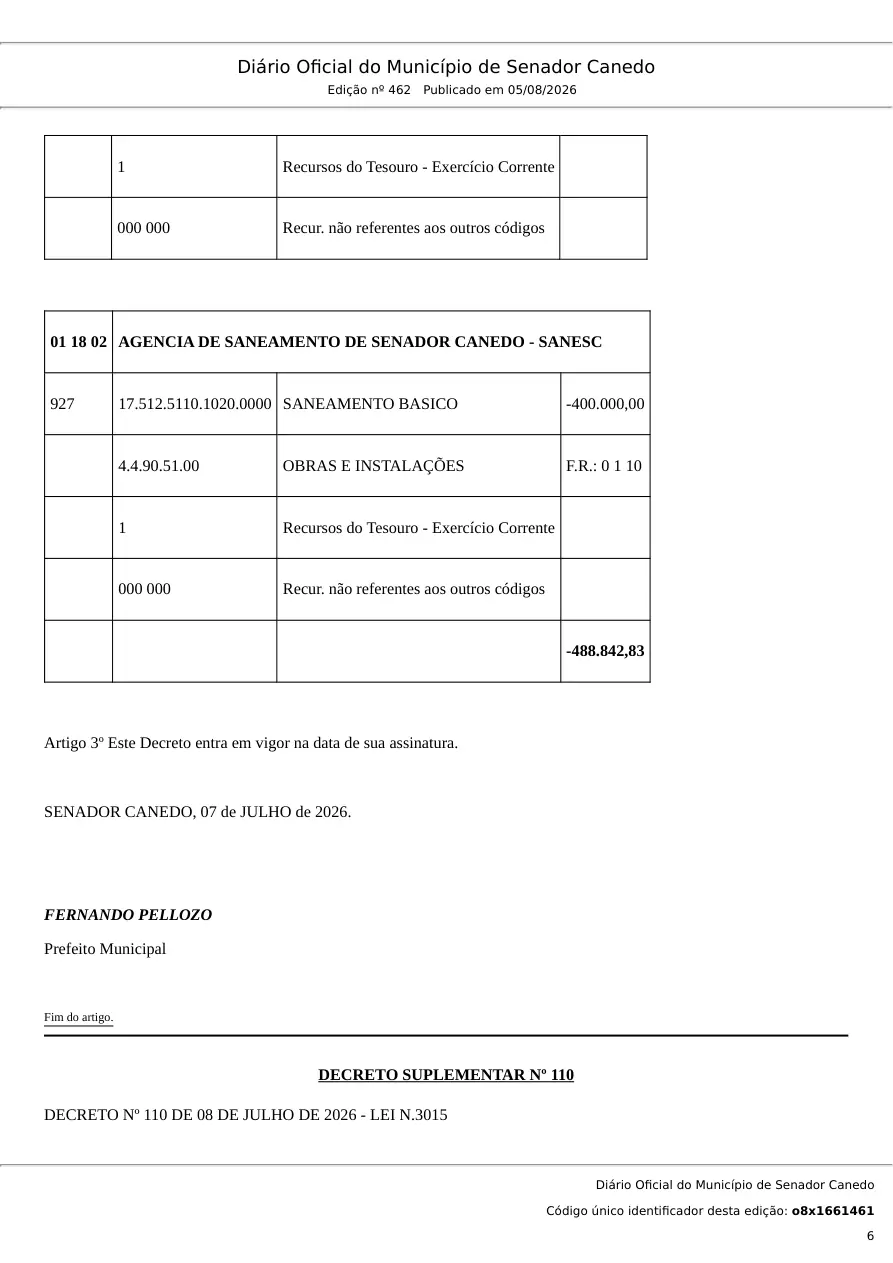 Diário Oficial do Município de Senador Canedo
Edição nº 462 Publicado em 05/08/2026
1 Recursos do Tesouro - Exercício Corrente
000 000 Recur. não referentes aos outros códigos
01 18 02 AGENCIA DE SANEAMENTO DE SENADOR CANEDO - SANESC
927 17.512.5110.1020.0000 SANEAMENTO BASICO -400.000,00
4.4.90.51.00 OBRAS E INSTALAÇÕES F.R.: 0 1 10
1 Recursos do Tesouro - Exercício Corrente
000 000 Recur. não referentes aos outros códigos
-488.842,83
Artigo 3º Este Decreto entra em vigor na data de sua assinatura.
SENADOR CANEDO, 07 de JULHO de 2026.
FERNANDO PELLOZO
Prefeito Municipal
Fim do artigo.
DECRETO SUPLEMENTAR Nº 110
DECRETO Nº 110 DE 08 DE JULHO DE 2026 - LEI N.3015
Diário Oficial do Município de Senador Canedo
Código único identificador desta edição: o8x1661461
6